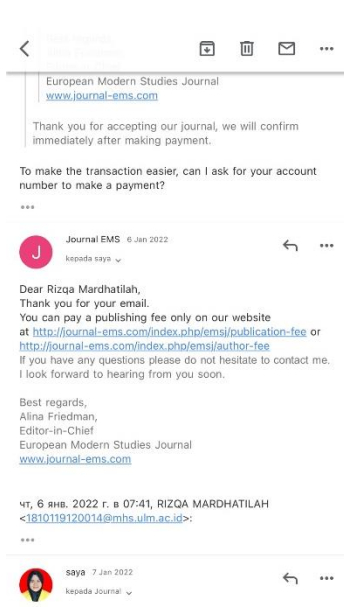 European Modern Studies Journal
www.journal-ems.com
Thank you for accepting our journal, we will confirm
immediately after making payment.
To make the transaction easier, can I ask for your account
number to make a payment?
J
Journal EMS 6 Jan 2022
kepada saya
Dear Rizqa Mardhatilah,
Thank you for your email.
You can pay a publishing fee only on our website
at http://journal-ems.com/index.php/emsj/publication-fee or
http://journal-ems.com/index.php/emsj/author-fee
If you have any questions please do not hesitate to contact me.
I look forward to hearing from you soon.
Best regards,
Alina Friedman,
Editor-in-Chief
European Modern Studies Journal
www.journal-ems.com
чт, 6 янв. 2022 г. в 07:41, RIZQA MARDHATILAH
<1810119120014@mhs.ulm.ac.id>:
saya 7 Jan 2022
kepada Journal